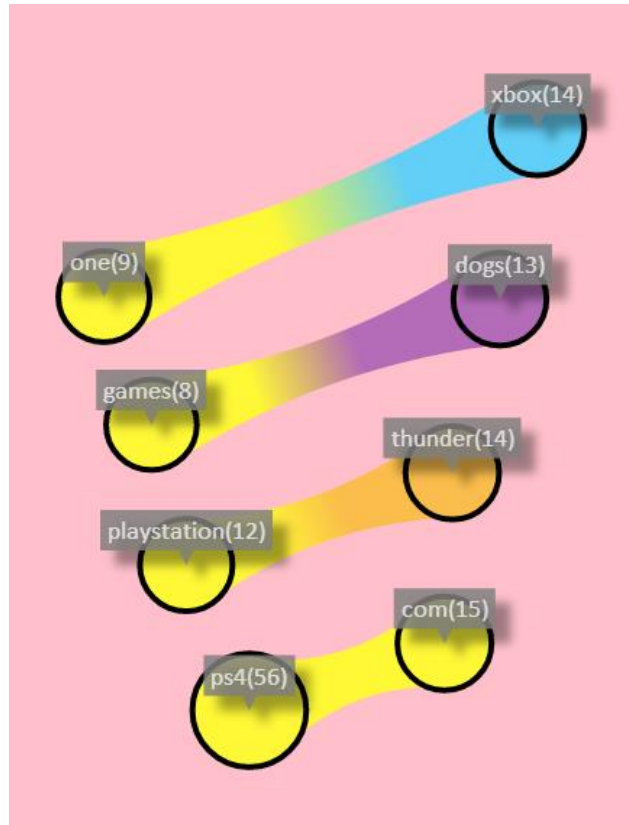 xbox(14)
one(9)
dogs(13)
games(8)
thunder(14)
playstation(12)
com(15)
ps4(56)